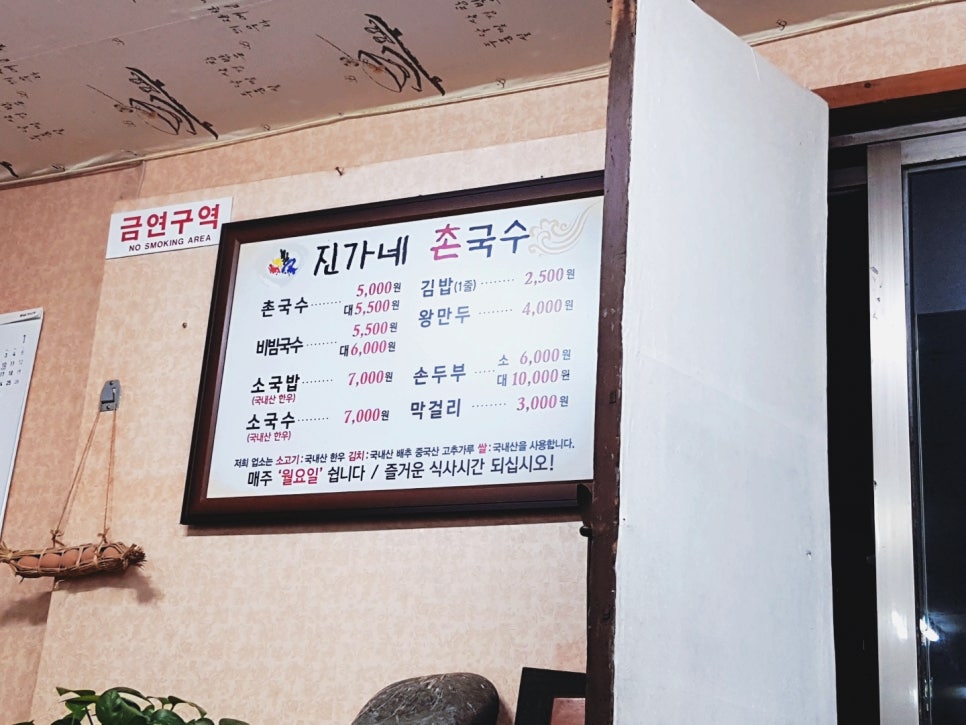 금연구역
NO SMOKING AREA
진가네 촌국수
촌국수 5,000원
대 5,500원
비빔국수 5,500원
대 6,000원
소국밥 7,000원
(국내산 한우)
소국수 7,000원
(국내산 한우)
김밥(1줄) 2,500원
왕만두 4,000원
손두부 소 6,000원
대 10,000원
막걸리 3,000원
저희 업소는 소고기:국내산 한우 김치:국내산 배추 중국산 고추가루 쌀:국내산을 사용합니다.
매주 '월요일' 쉽니다 / 즐거운 식사시간 되십시오!